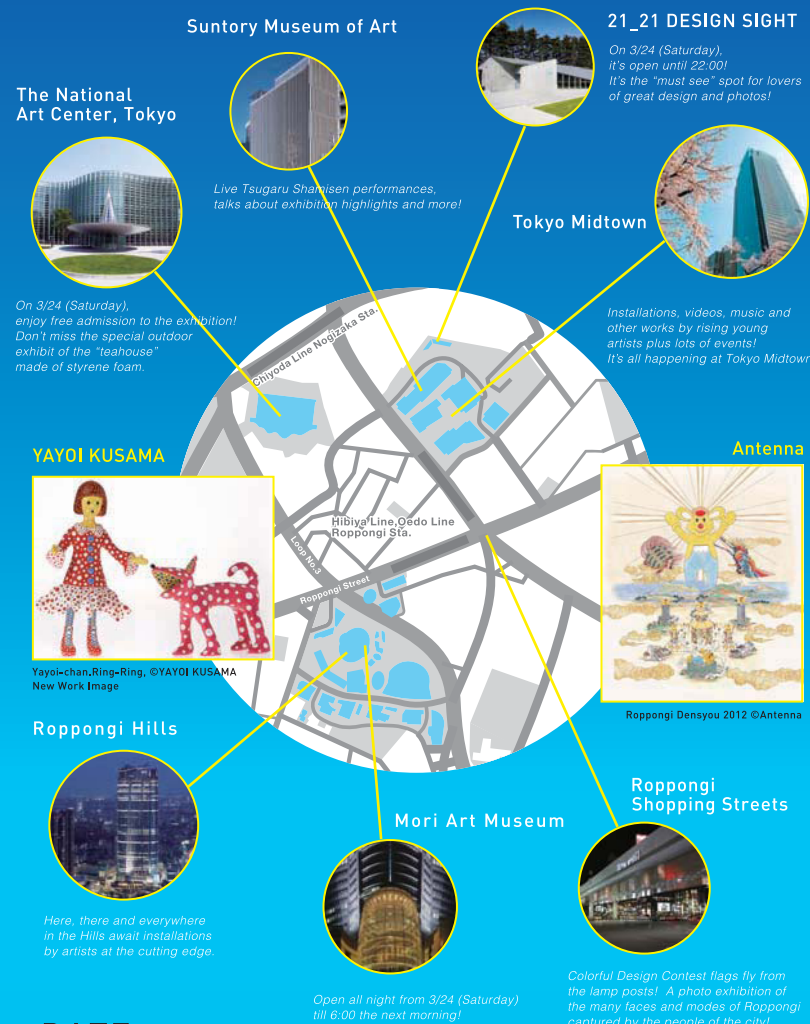 Suntory Museum of Art
21_21 DESIGN SIGHT
On 3/24 (Saturday),
it's open until 22:00!
It's the “must see” spot for lovers
of great design and photos!
The National
Art Center, Tokyo
Live Tsugaru Shamisen performances,
talks about exhibition highlights and more!
Tokyo Midtown
On 3/24 (Saturday),
enjoy free admission to the exhibition!
Don't miss the special outdoor
exhibit of the “teahouse”
made of styrene foam.
Installations, videos, music and
other works by rising young
artists plus lots of events!
It's all happening at Tokyo Midtown
Chiyoda Line Nogizaka Sta.
YAYOI KUSAMA
Antenna
Hibiya Line,Oedo Line
Roppongi Sta.
Loop No.3
Roppongi Street
Yayoi-chan,Ring-Ring, ©YAYOI KUSAMA
New Work Image
Roppongi Densyou 2012 ©Antenna
Roppongi Hills
Roppongi
Shopping Streets
Mori Art Museum
Here, there and everywhere
in the Hills await installations
by artists at the cutting edge.
Open all night from 3/24 (Saturday)
till 6:00 the next morning!
Colorful Design Contest flags fly from
the lamp posts! A photo exhibition of
the many faces and modes of Roppongi
captured by the people of the city!